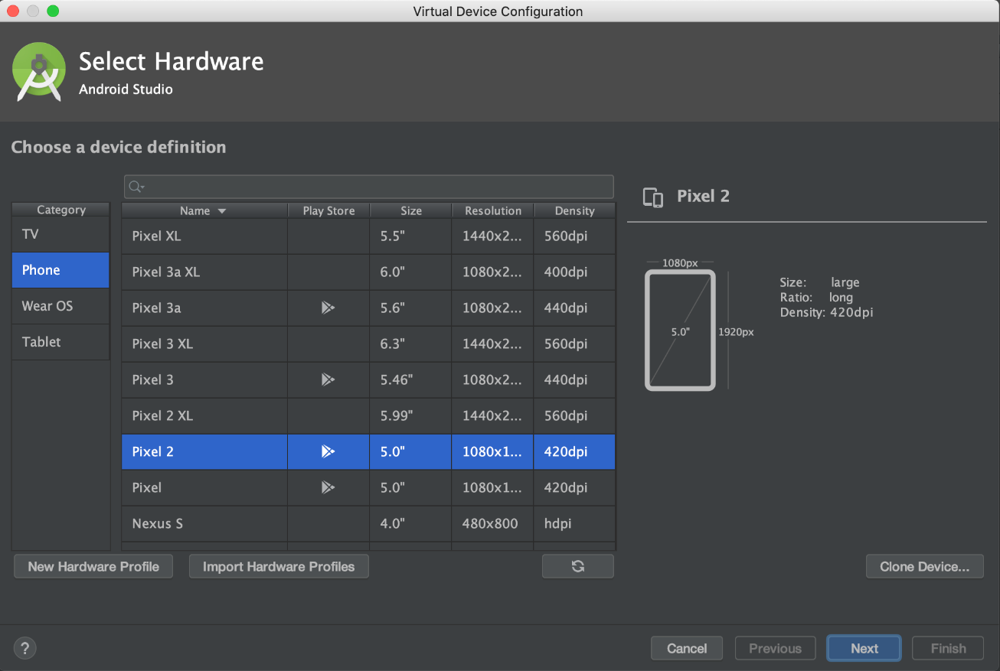 Virtual Device Configuration
Select Hardware
Android Studio
Choose a device definition
Category
TV
Phone
Wear OS
Tablet
Name Play Store Size Resolution Density
Pixel XL 5.5" 1440x2... 560dpi
Pixel 3a XL 6.0" 1080x2... 400dpi
Pixel 3a 5.6" 1080x2... 440dpi
Pixel 3 XL 6.3" 1440x2... 560dpi
Pixel 3 5.46" 1080x2... 440dpi
Pixel 2 XL 5.99" 1440x2... 560dpi
Pixel 2 5.0" 1080x1... 420dpi
Pixel 5.0" 1080x1... 420dpi
Nexus S 4.0" 480x800 hdpi
Pixel 2
1080px
5.0"
1920px
Size: large
Ratio: long
Density: 420dpi
New Hardware Profile Import Hardware Profiles Clone Device...
? Cancel Previous Next Finish